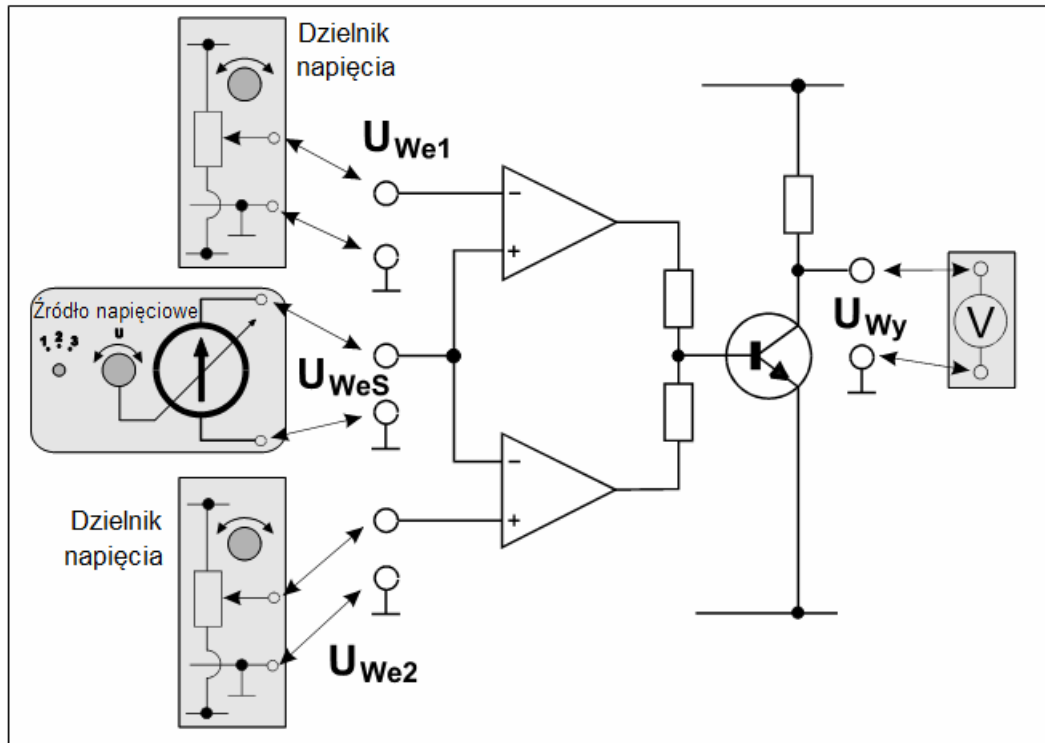 Dzielnik
napięcia
U We1
−
+
Źródło napięciowe
1 2 3
U
U WeS
U Wy
V
−
+
Dzielnik
napięcia
U We2